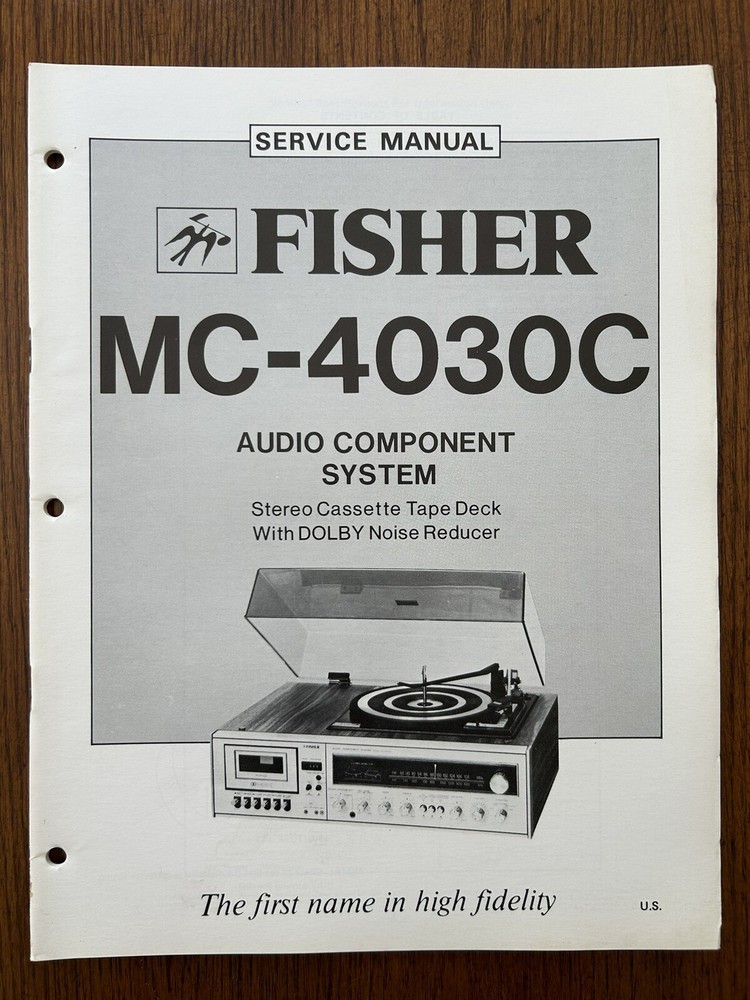 SERVICE MANUAL
FISHER
MC-4030C
AUDIO COMPONENT
SYSTEM
Stereo Cassette Tape Deck
With DOLBY Noise Reducer
FISHER
The first name in high fidelity
U.S.